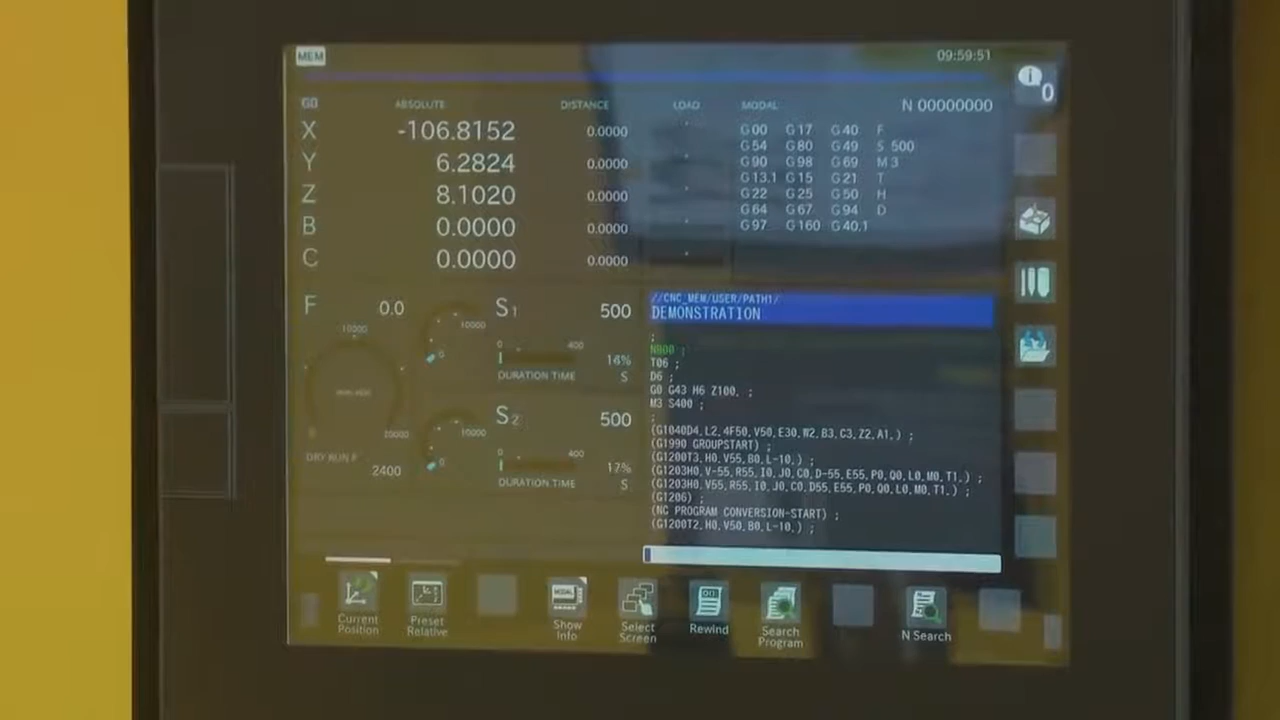 MEM
09:59:51
0
G0 ABSOLUTE DISTANCE LOAD MODAL N 00000000
X -106.8152 0.0000
Y 6.2824 0.0000
Z 8.1020 0.0000
B 0.0000 0.0000
C 0.0000 0.0000
G00 G17 G40 F
G54 G80 G49 S 500
G90 G98 G69 M 3
G13.1 G15 G21 T
G22 G25 G50 H
G64 G67 G94 D
G97 G160 G40.1
F 0.0
10000
DRY RUN F
2400
10000
0
S1 500
0 400
16%
DURATION TIME S
S2 500
10000
0
0 400
17%
DURATION TIME S
//CNC_MEM/USER/PATH1/
DEMONSTRATION
;
N800 ;
T06 ;
D6 ;
G0 G43 H6 Z100. ;
M3 S400 ;
;
(G1040D4.L2.4F50.V50.E30.W2.B3.C3.Z2.A1.) ;
(G1990 GROUPSTART) ;
(G1200T3.H0.V55.B0.L-10.) ;
(G1203H0.V-55.R55.I0.J0.C0.D-55.E55.P0.Q0.L0.M0.T1.) ;
(G1203H0.V55.R55.I0.J0.C0.D55.E55.P0.Q0.L0.M0.T1.) ;
(G1206) ;
(NC PROGRAM CONVERSION-START) ;
(G1200T2.H0.V50.B0.L-10.) ;
Current Position
Preset Relative
Show Info
Select Screen
Rewind
Search Program
N Search